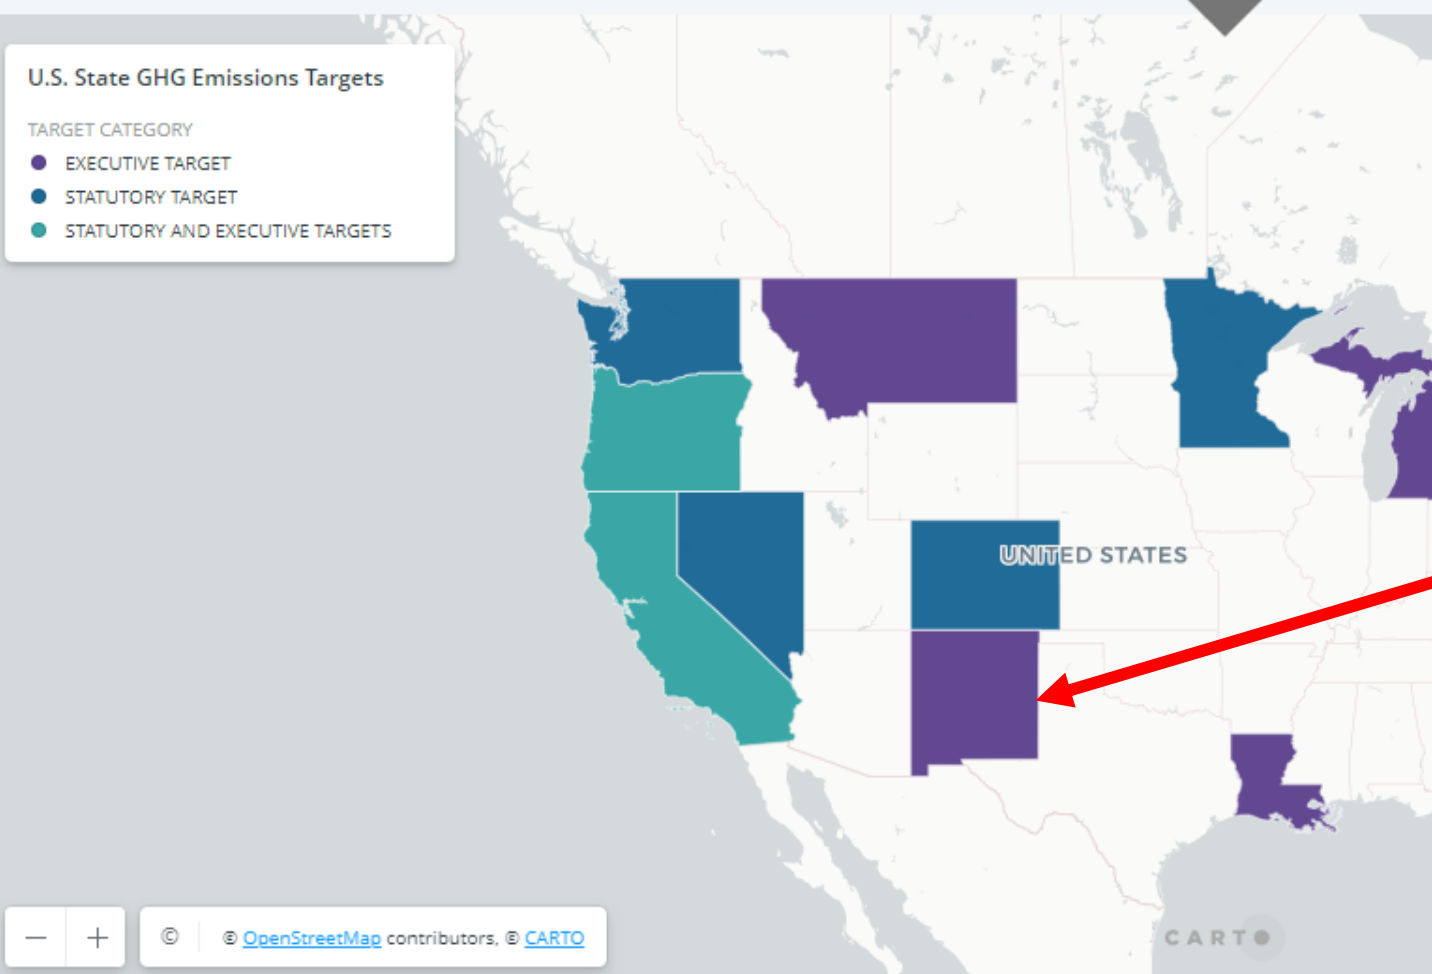 U.S. State GHG Emissions Targets
TARGET CATEGORY
EXECUTIVE TARGET
STATUTORY TARGET
STATUTORY AND EXECUTIVE TARGETS
UNITED STATES
© © OpenStreetMap contributors, © CARTO
CARTO